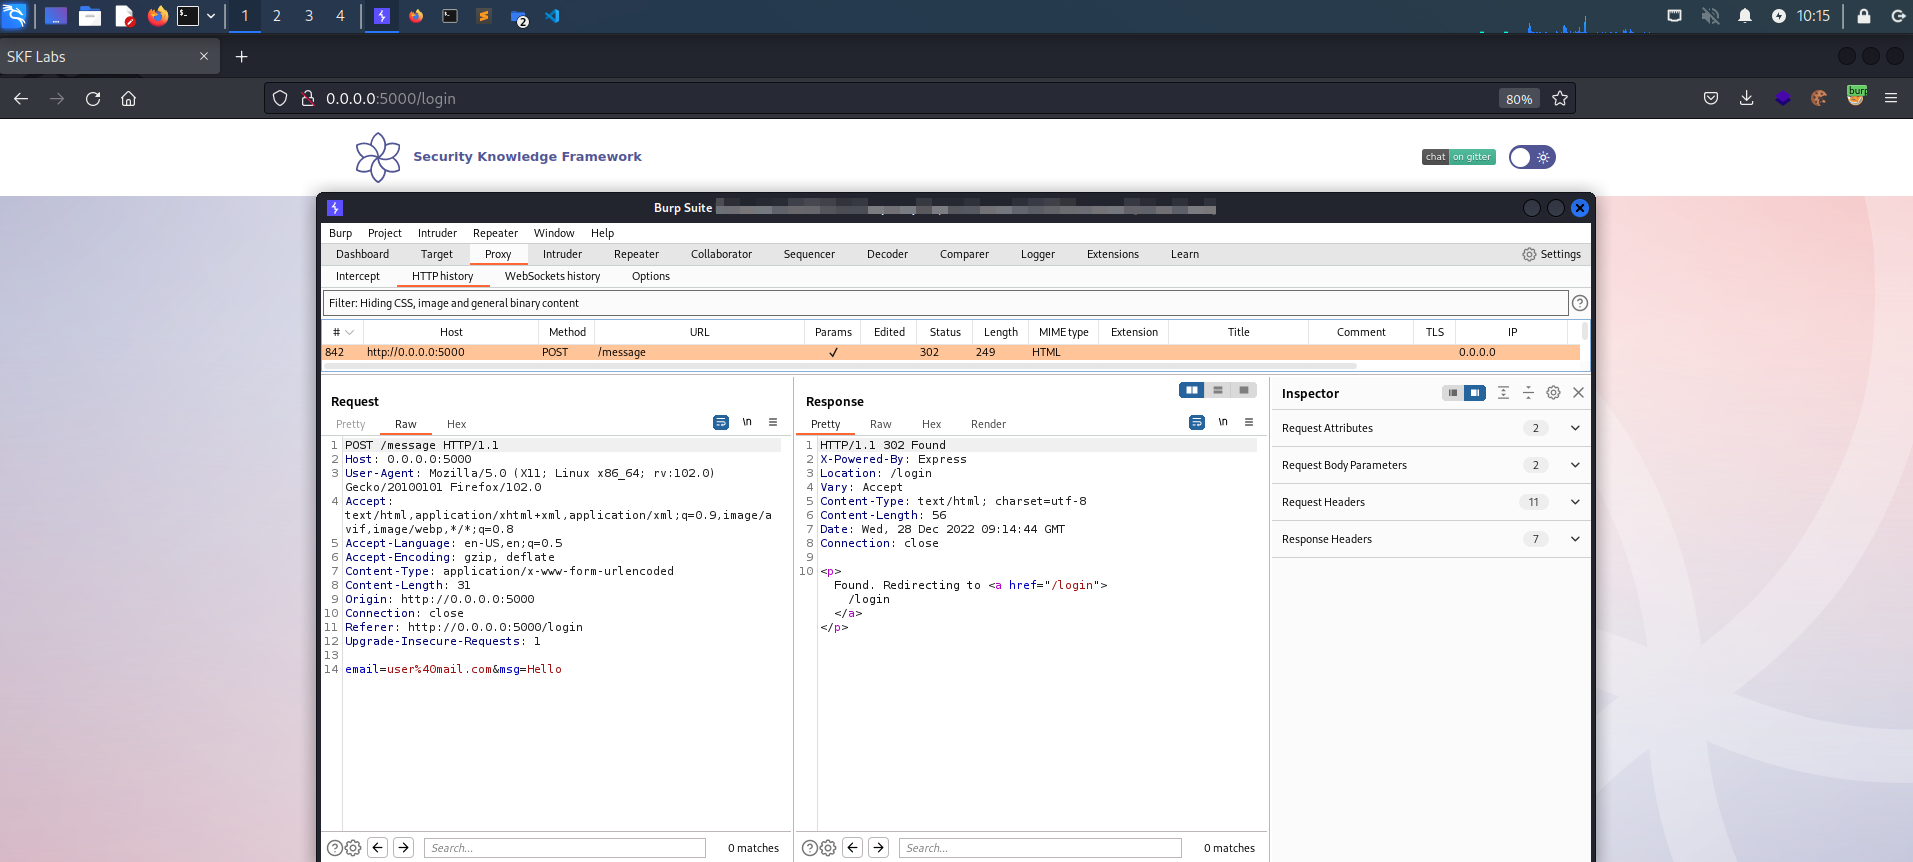 1 2 3 4 2 10:15
SKF Labs
0.0.0.0:5000/login 80% burp
Security Knowledge Framework chat on gitter
Burp Suite
Burp Project Intruder Repeater Window Help
Dashboard Target Proxy Intruder Repeater Collaborator Sequencer Decoder Comparer Logger Extensions Learn Settings
Intercept HTTP history WebSockets history Options
Filter: Hiding CSS, image and general binary content
# Host Method URL Params Edited Status Length MIME type Extension Title Comment TLS IP
842 http://0.0.0.0:5000 POST /message ✓ 302 249 HTML 0.0.0.0
Request
Pretty Raw Hex \n
1 POST /message HTTP/1.1
2 Host: 0.0.0.0:5000
3 User-Agent: Mozilla/5.0 (X11; Linux x86_64; rv:102.0)
Gecko/20100101 Firefox/102.0
4 Accept:
text/html,application/xhtml+xml,application/xml;q=0.9,image/a
vif,image/webp,*/*;q=0.8
5 Accept-Language: en-US,en;q=0.5
6 Accept-Encoding: gzip, deflate
7 Content-Type: application/x-www-form-urlencoded
8 Content-Length: 31
9 Origin: http://0.0.0.0:5000
10 Connection: close
11 Referer: http://0.0.0.0:5000/login
12 Upgrade-Insecure-Requests: 1
13
14 email=user%40mail.com&msg=Hello
Search... 0 matches
Response
Pretty Raw Hex Render \n
1 HTTP/1.1 302 Found
2 X-Powered-By: Express
3 Location: /login
4 Vary: Accept
5 Content-Type: text/html; charset=utf-8
6 Content-Length: 56
7 Date: Wed, 28 Dec 2022 09:14:44 GMT
8 Connection: close
9
10 <p>
Found. Redirecting to <a href="/login">
/login
</a>
</p>
Search... 0 matches
Inspector
Request Attributes 2
Request Body Parameters 2
Request Headers 11
Response Headers 7